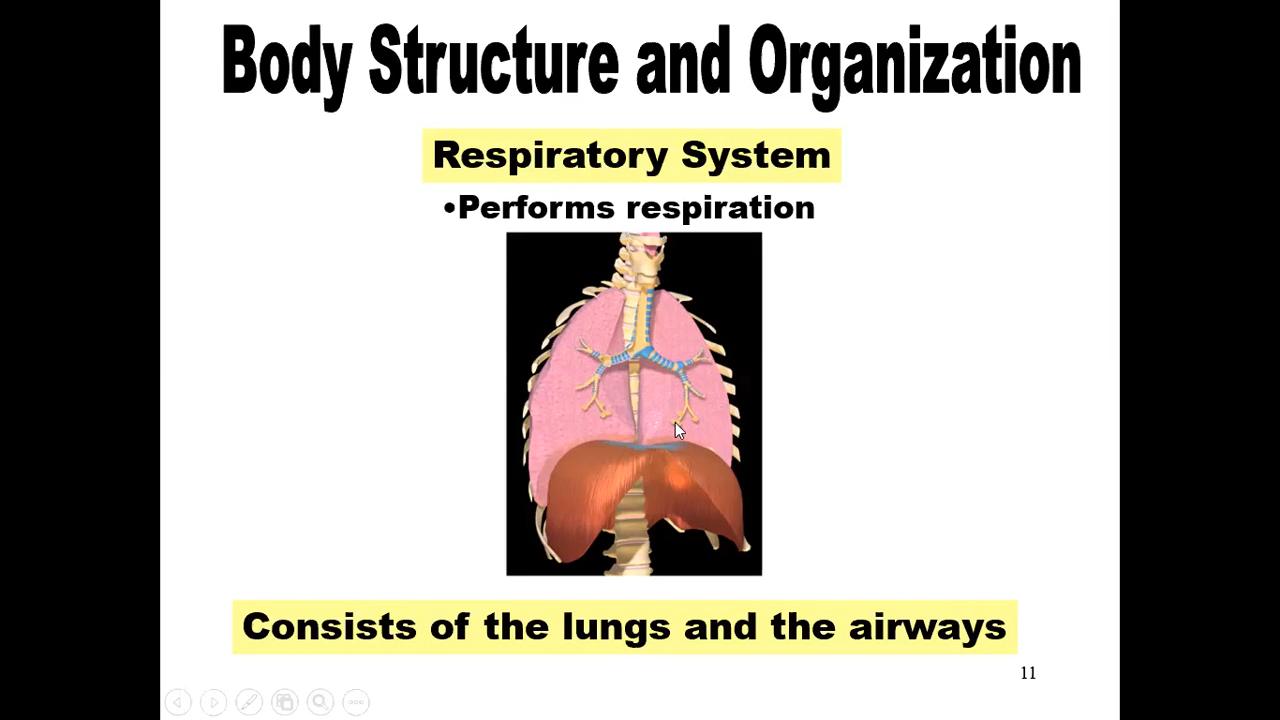 Body Structure and Organization
Respiratory System
•Performs respiration
Consists of the lungs and the airways
11